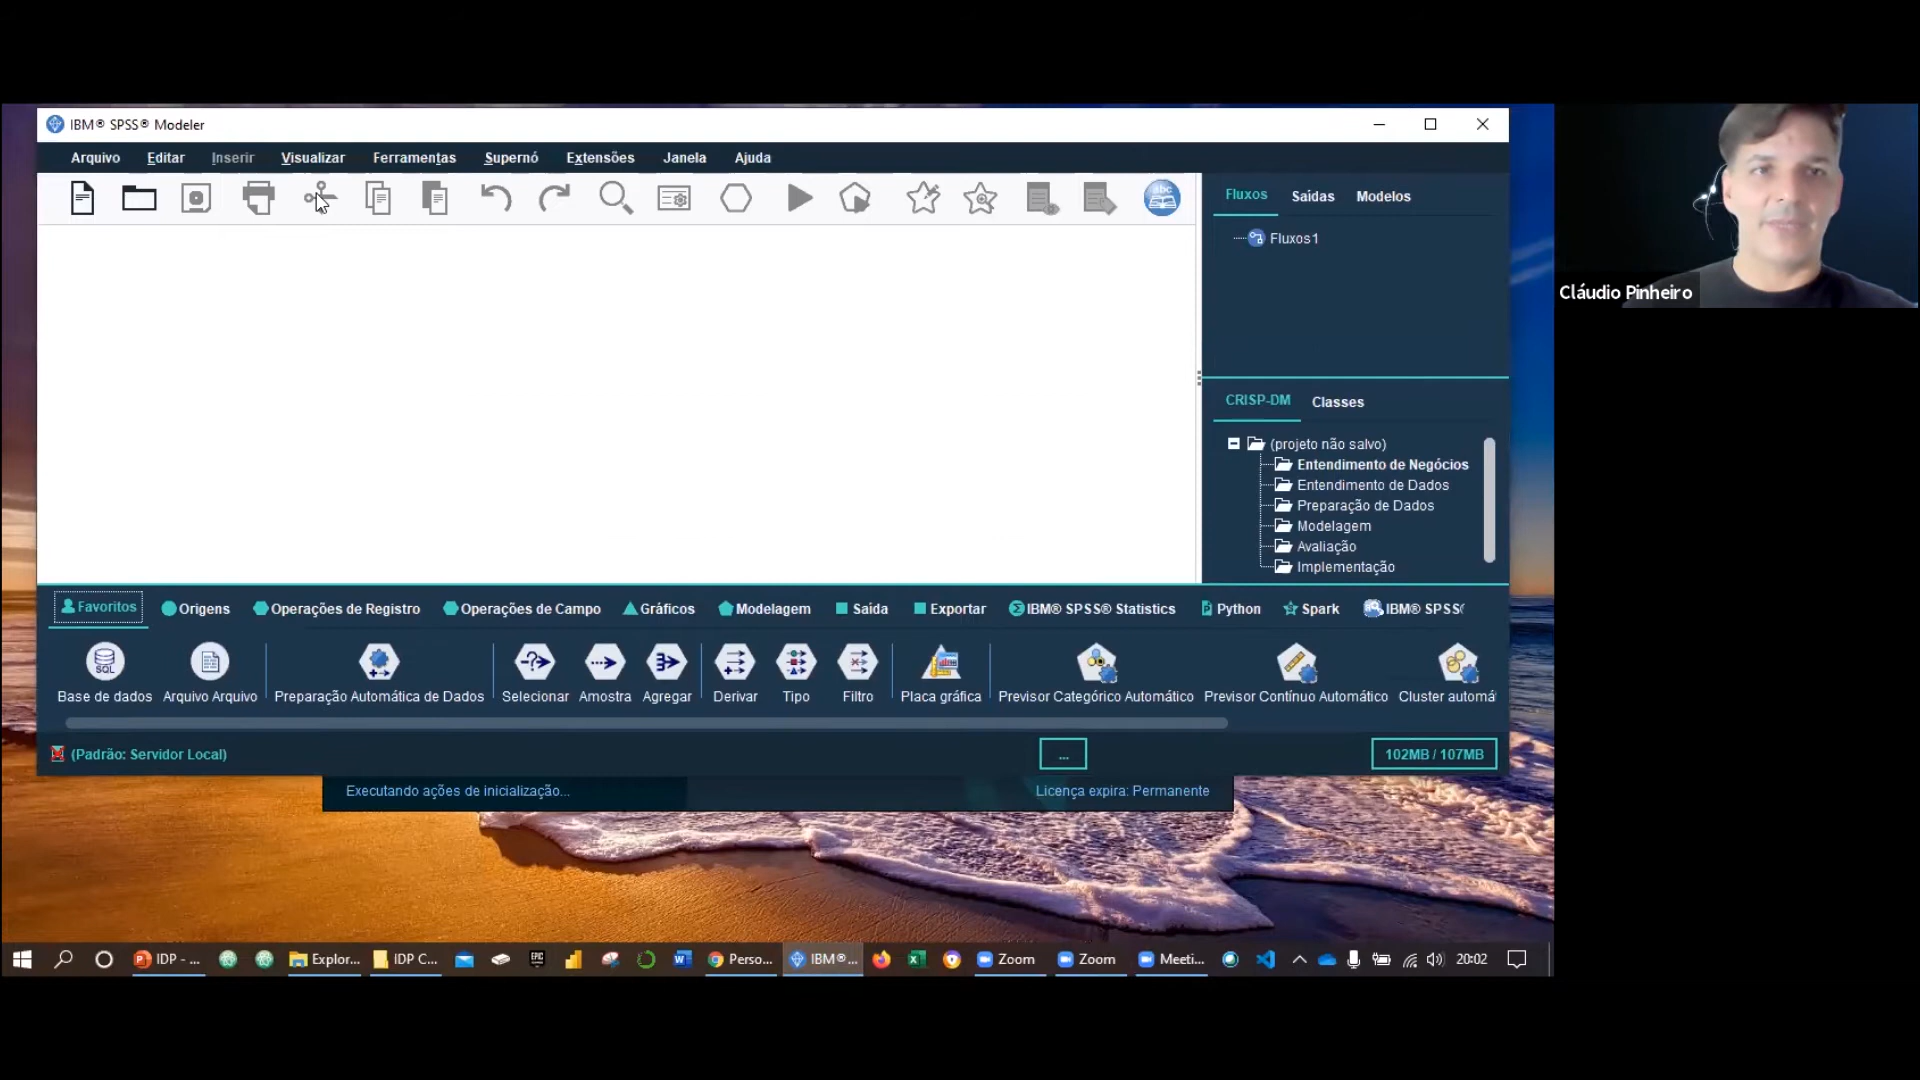 IBM® SPSS® Modeler
Arquivo Editar Inserir Visualizar Ferramentas Supernó Extensões Janela Ajuda
abc
Fluxos Saídas Modelos
Fluxos1
CRISP-DM Classes
(projeto não salvo)
Entendimento de Negócios
Entendimento de Dados
Preparação de Dados
Modelagem
Avaliação
Implementação
Favoritos Origens Operações de Registro Operações de Campo Gráficos Modelagem Saída Exportar IBM® SPSS® Statistics Python Spark IBM® SPSS
SQL
Base de dados Arquivo Arquivo Preparação Automática de Dados Selecionar Amostra Agregar Derivar Tipo Filtro Placa gráfica Previsor Categórico Automático Previsor Contínuo Automático Cluster automá
(Padrão: Servidor Local) ... 102MB / 107MB
Executando ações de inicialização... Licença expira: Permanente
IDP - ... Explor... IDP C... EPIC Perso... IBM ®... Zoom Zoom Meeti... 20:02
Cláudio Pinheiro